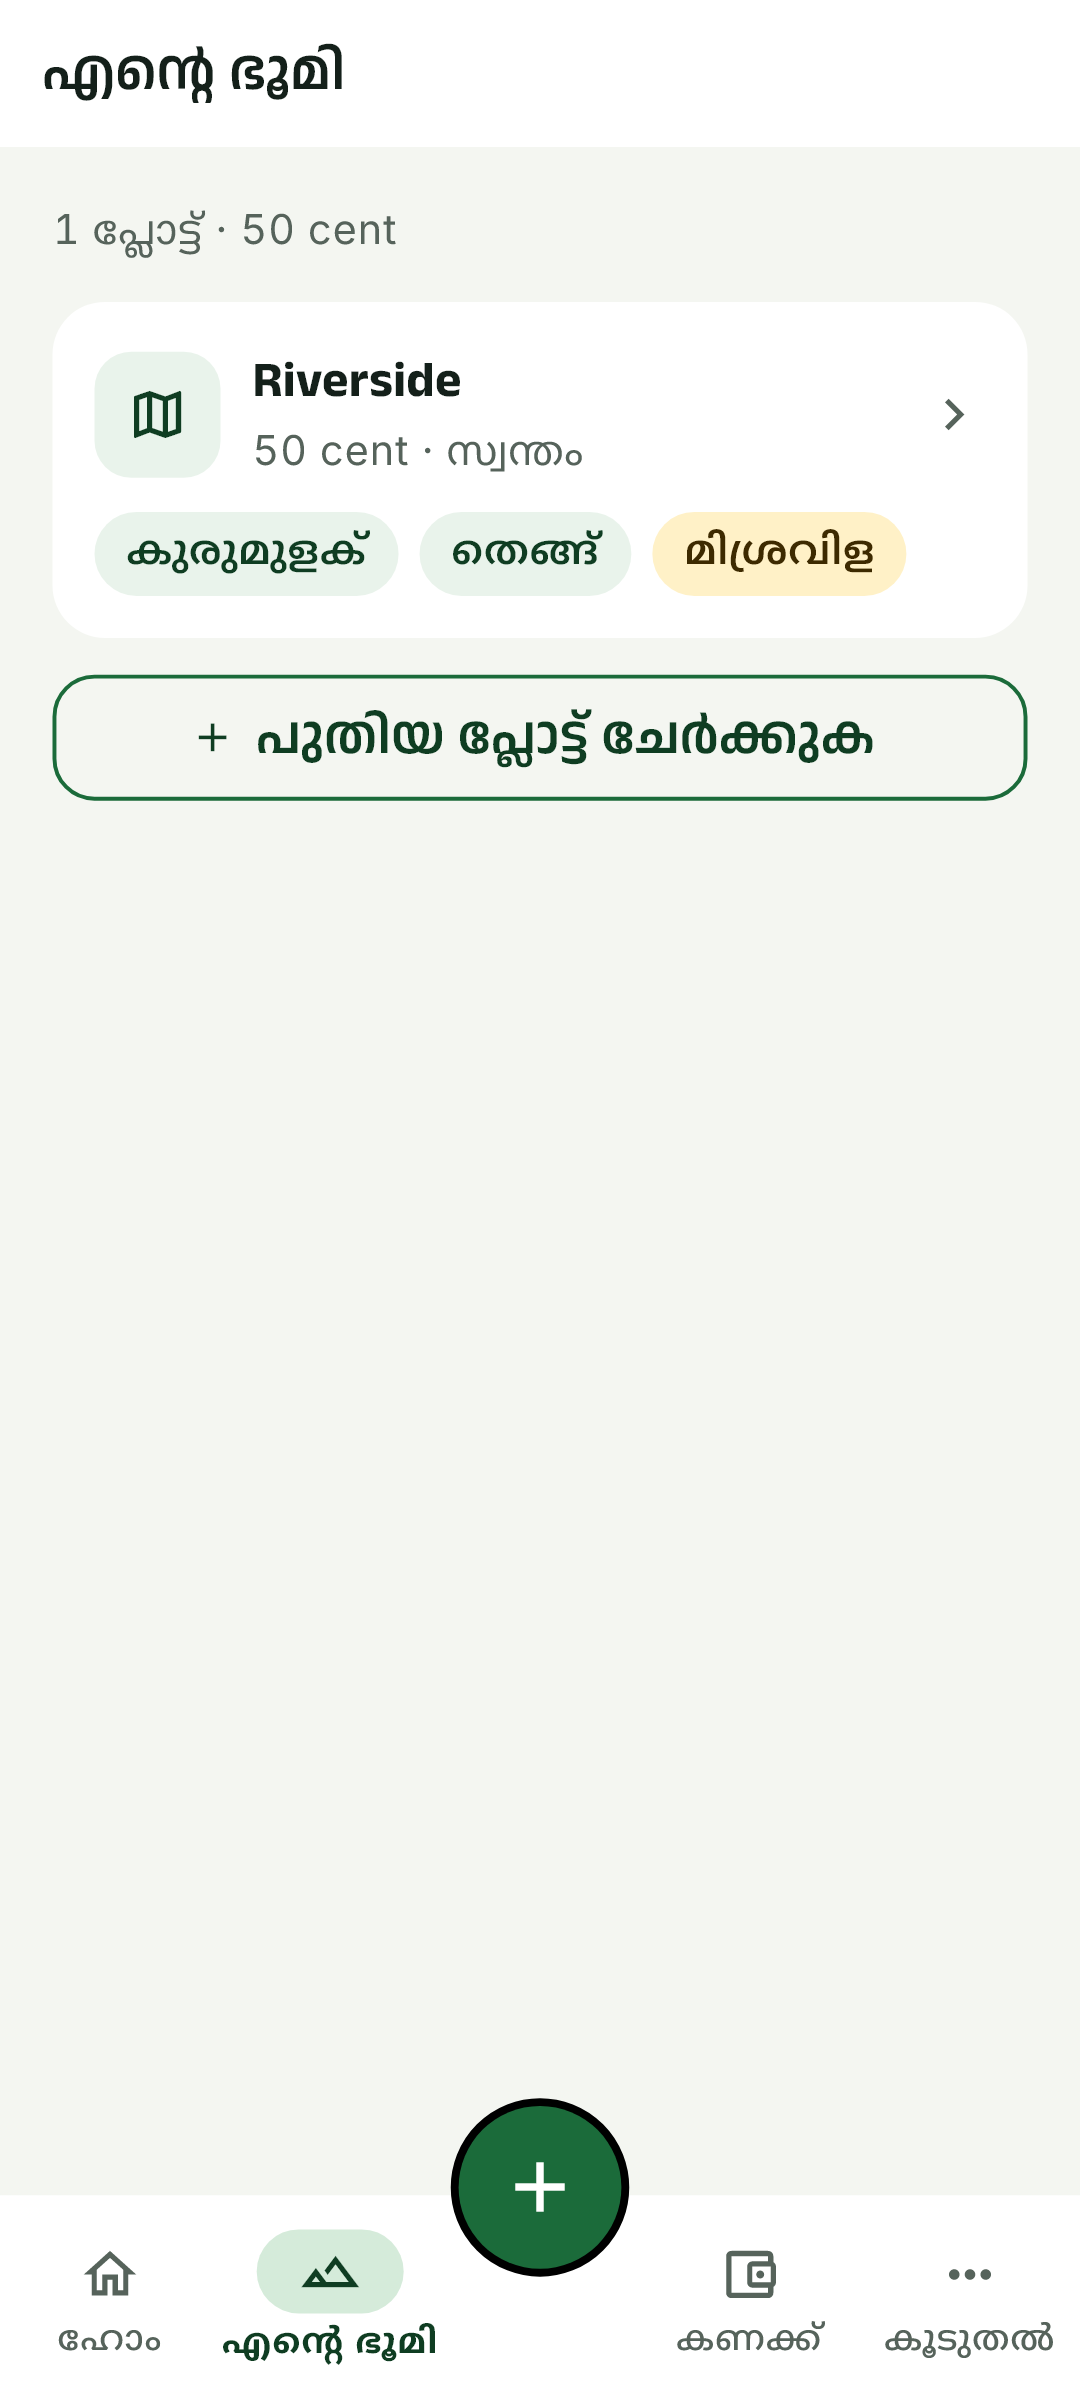 എന്റെ ഭൂമി
1 പ്ലോട്ട് · 50 cent
Riverside
50 cent · സ്വന്തം
കുരുമുളക് തെങ്ങ് മിശ്രവിള
+ പുതിയ പ്ലോട്ട് ചേർക്കുക
ഹോം എന്റെ ഭൂമി കണക്ക് കൂടുതൽ